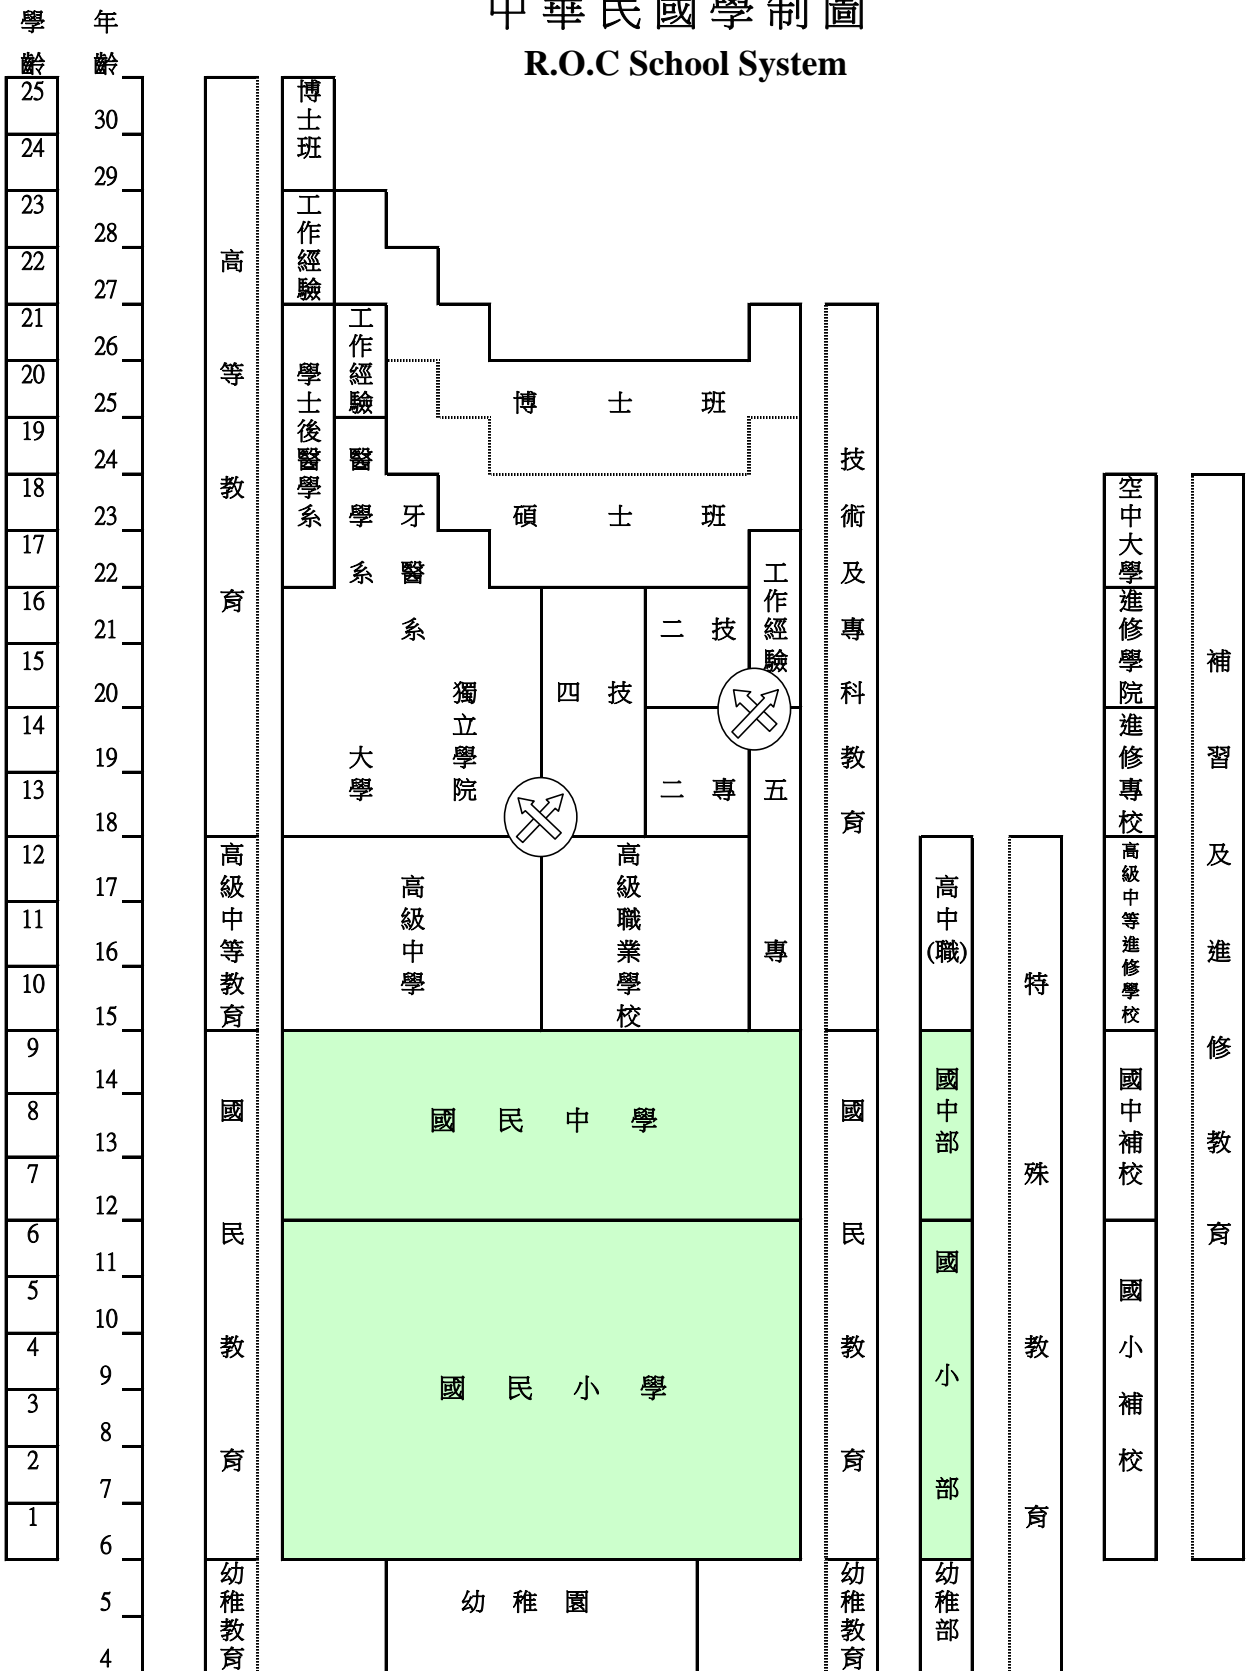 中華民國學制圖
R.O.C School System
學齡
年齡
25
24
23
22
21
20
19
18
17
16
15
14
13
12
11
10
9
8
7
6
5
4
3
2
1
30
29
28
27
26
25
24
23
22
21
20
19
18
17
16
15
14
13
12
11
10
9
8
7
6
5
4
高等教育
高級中等教育
國民教育
幼稚教育
博士班
工作經驗
學士後醫學系
工作經驗
醫學系
牙醫系
博士班
碩士班
大學
獨立學院
四技
二技
二專
工作經驗
五專
高級中學
高級職業學校
國民中學
國民小學
幼稚園
技術及專科教育
國民教育
幼稚教育
高中(職)
國中部
國小部
幼稚部
特殊教育
空中大學
進修學院
進修專校
高級中等進修學校
國中補校
國小補校
補習及進修教育